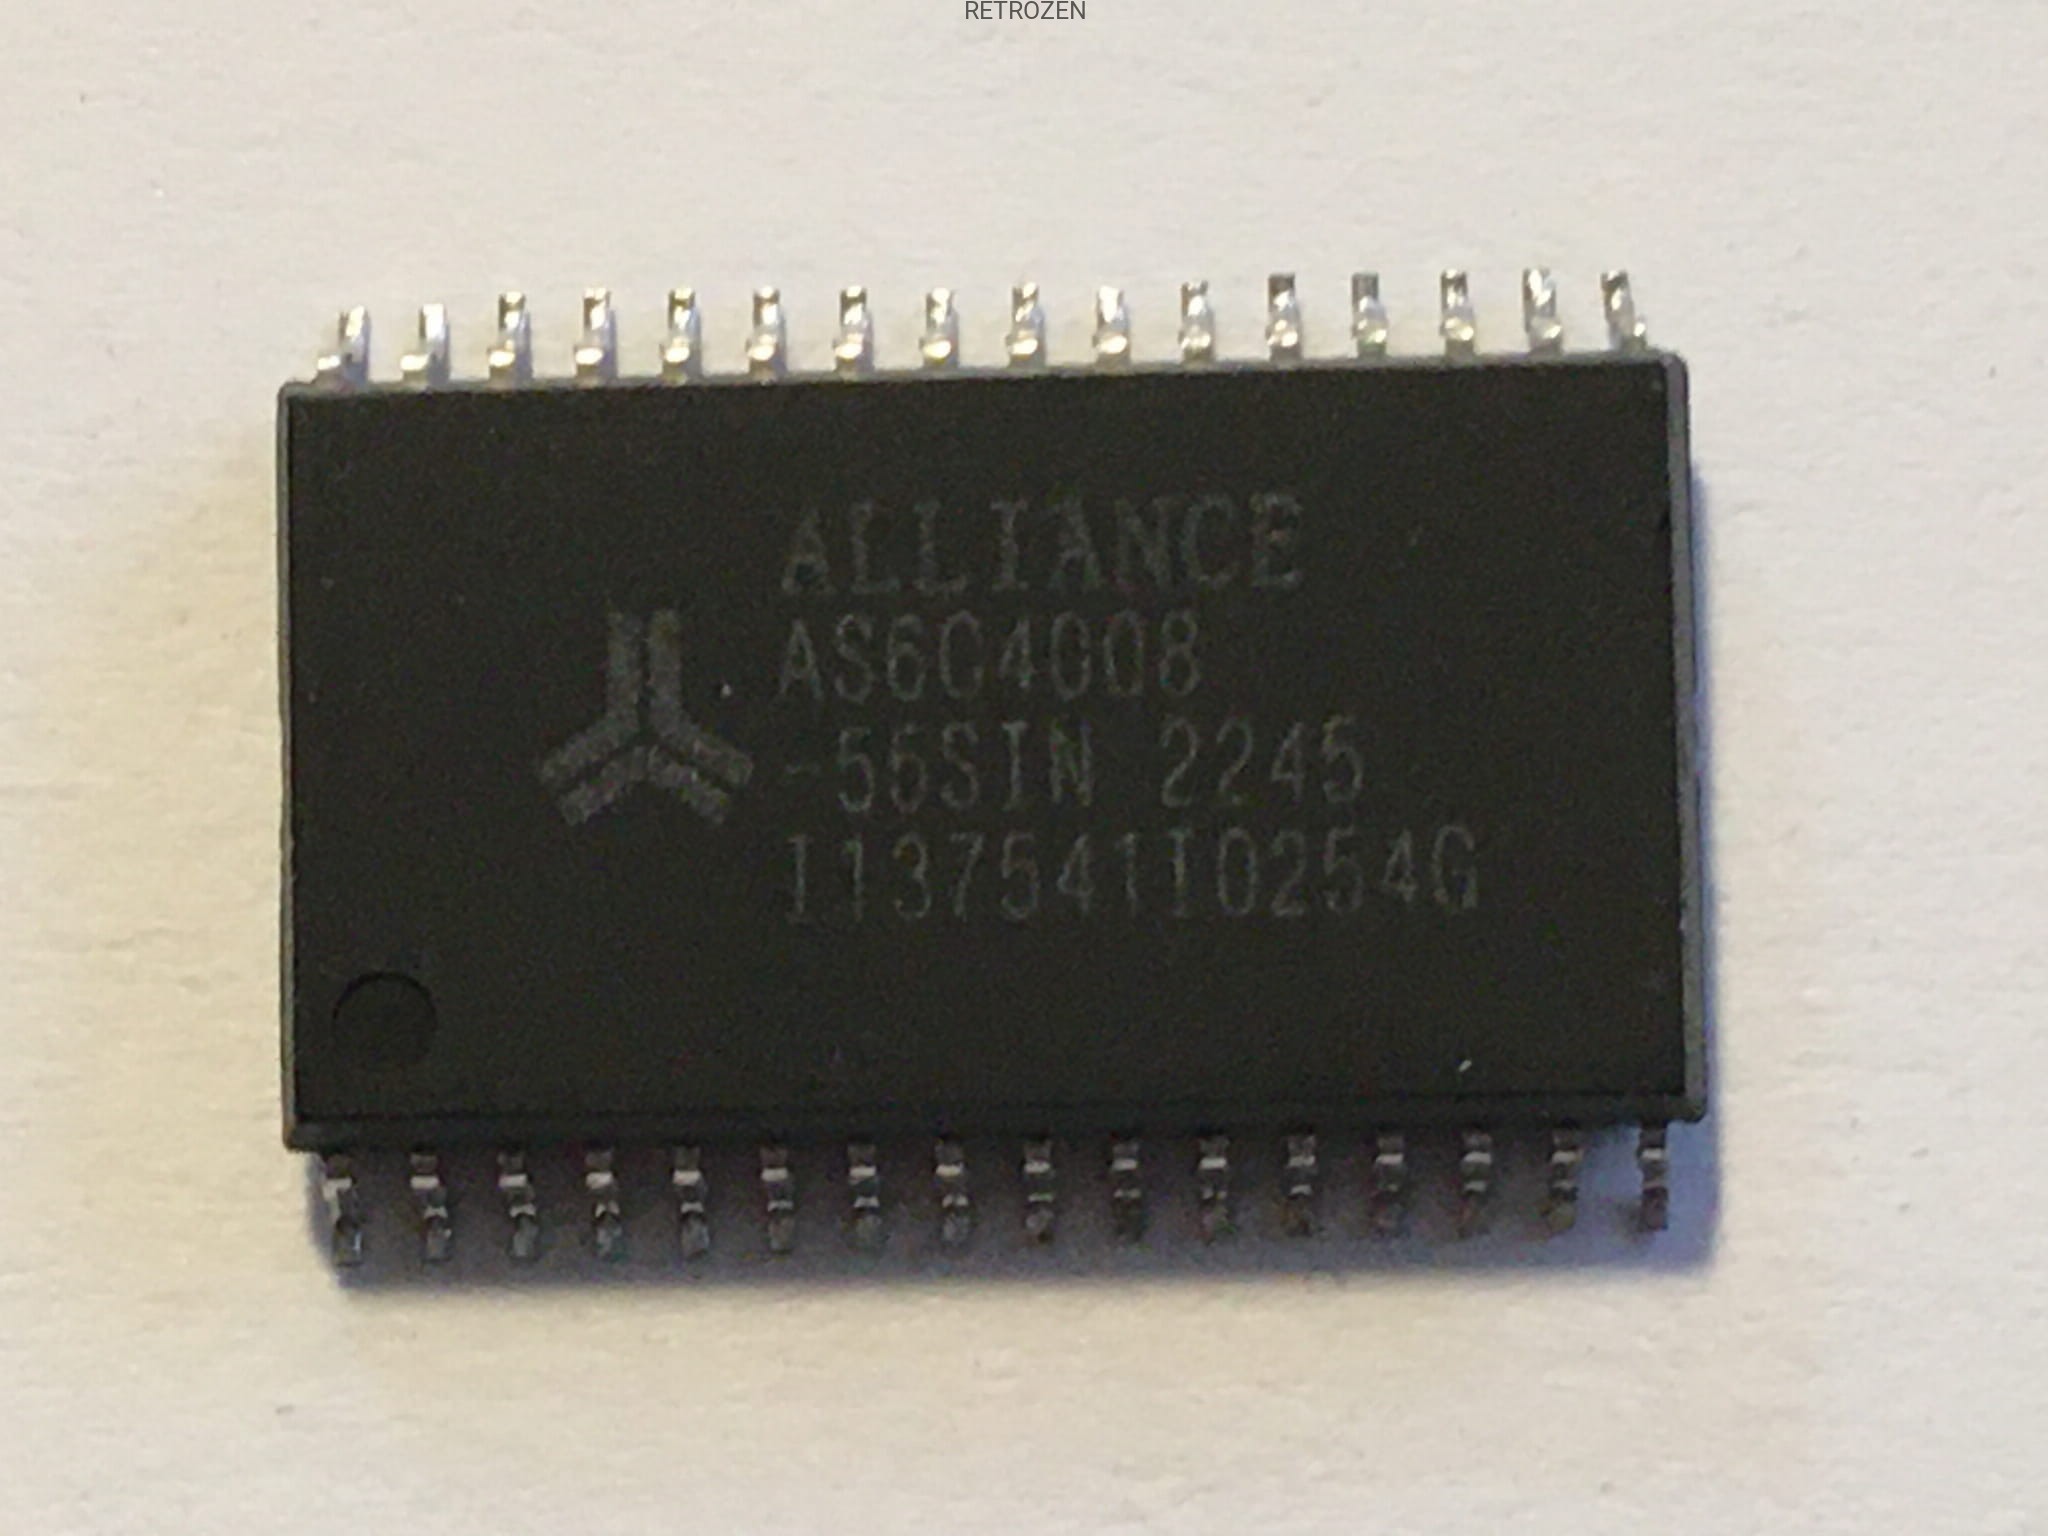 RETROZEN
ALLIANCE
AS6C4008
-55SIN 2245
I137541I0254G